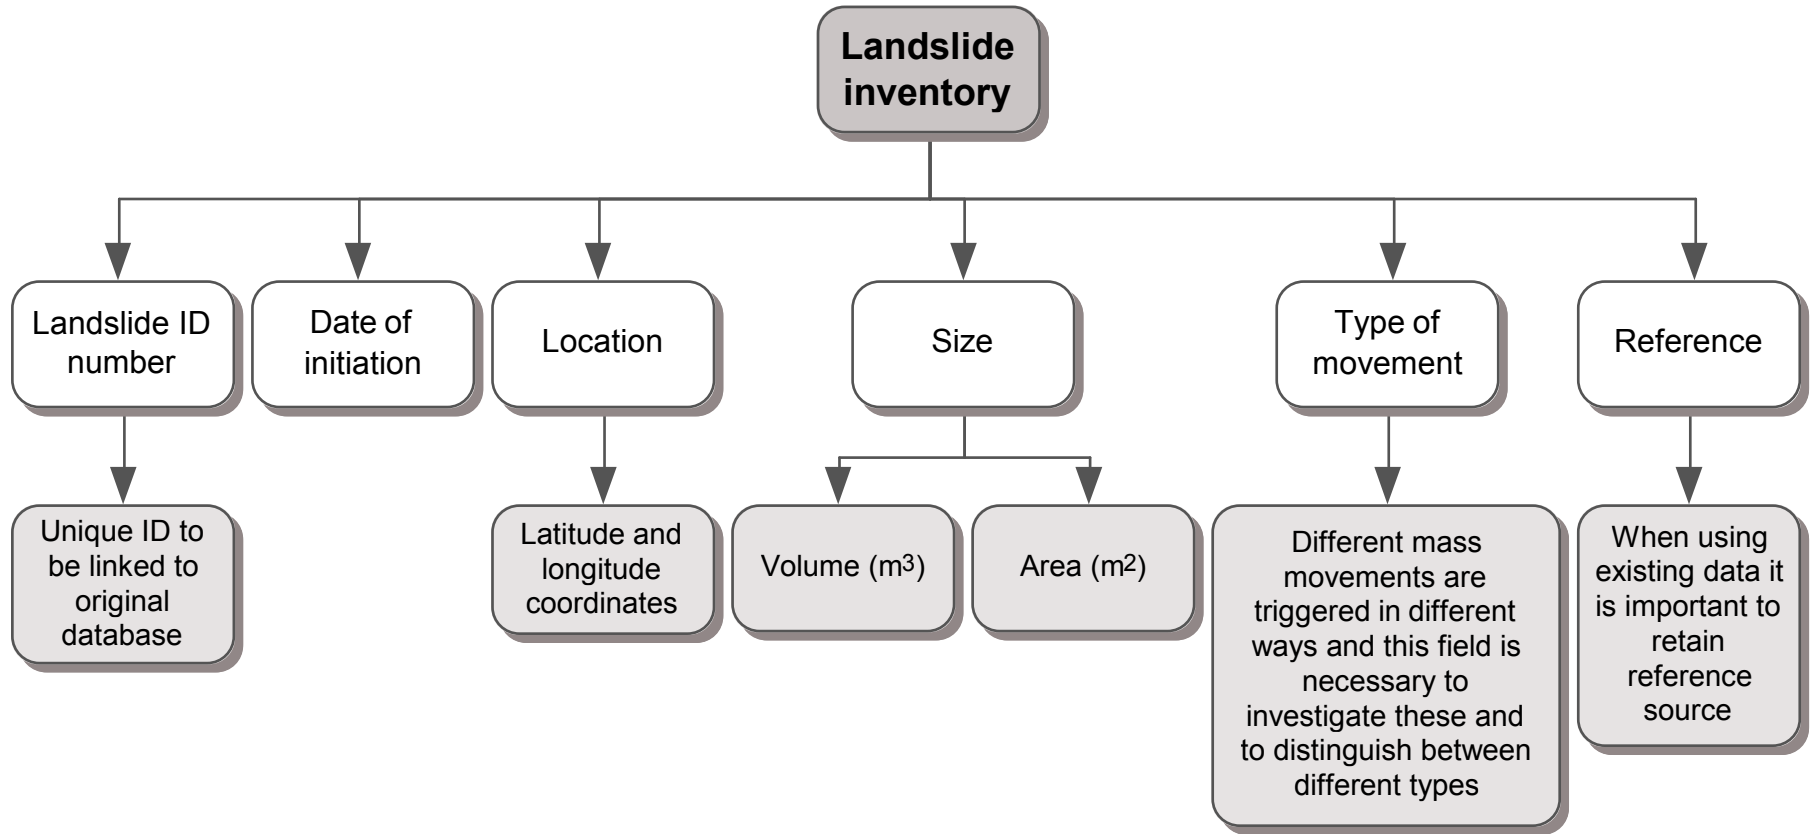 Landslide
inventory
Landslide ID
number
Date of
initiation
Location
Size
Type of
movement
Reference
Unique ID to
be linked to
original
database
Latitude and
longitude
coordinates
Volume (m³)
Area (m²)
Different mass
movements are
triggered in different
ways and this field is
necessary to
investigate these and
to distinguish between
different types
When using
existing data it
is important to
retain
reference
source